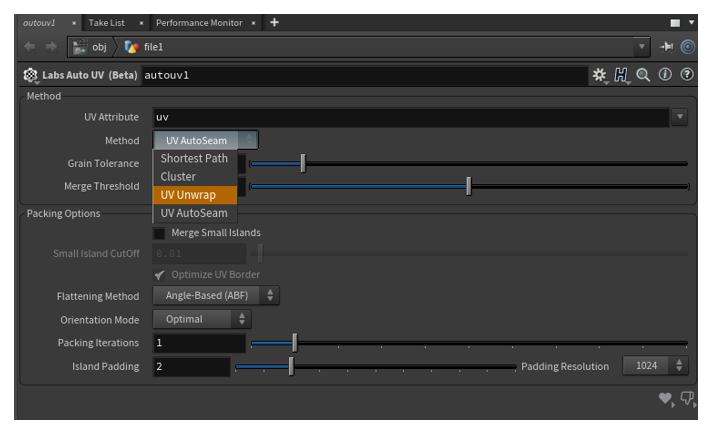 autouv1 × Take List × Performance Monitor × +
obj file1
Labs Auto UV (Beta) autouv1
Method
UV Attribute uv
Method UV AutoSeam
Shortest Path
Grain Tolerance
Cluster
Merge Threshold
UV Unwrap
UV AutoSeam
Packing Options
Merge Small Islands
Small Island CutOff 0.01
Optimize UV Border
Flattening Method Angle-Based (ABF)
Orientation Mode Optimal
Packing Iterations 1
Island Padding 2 Padding Resolution 1024